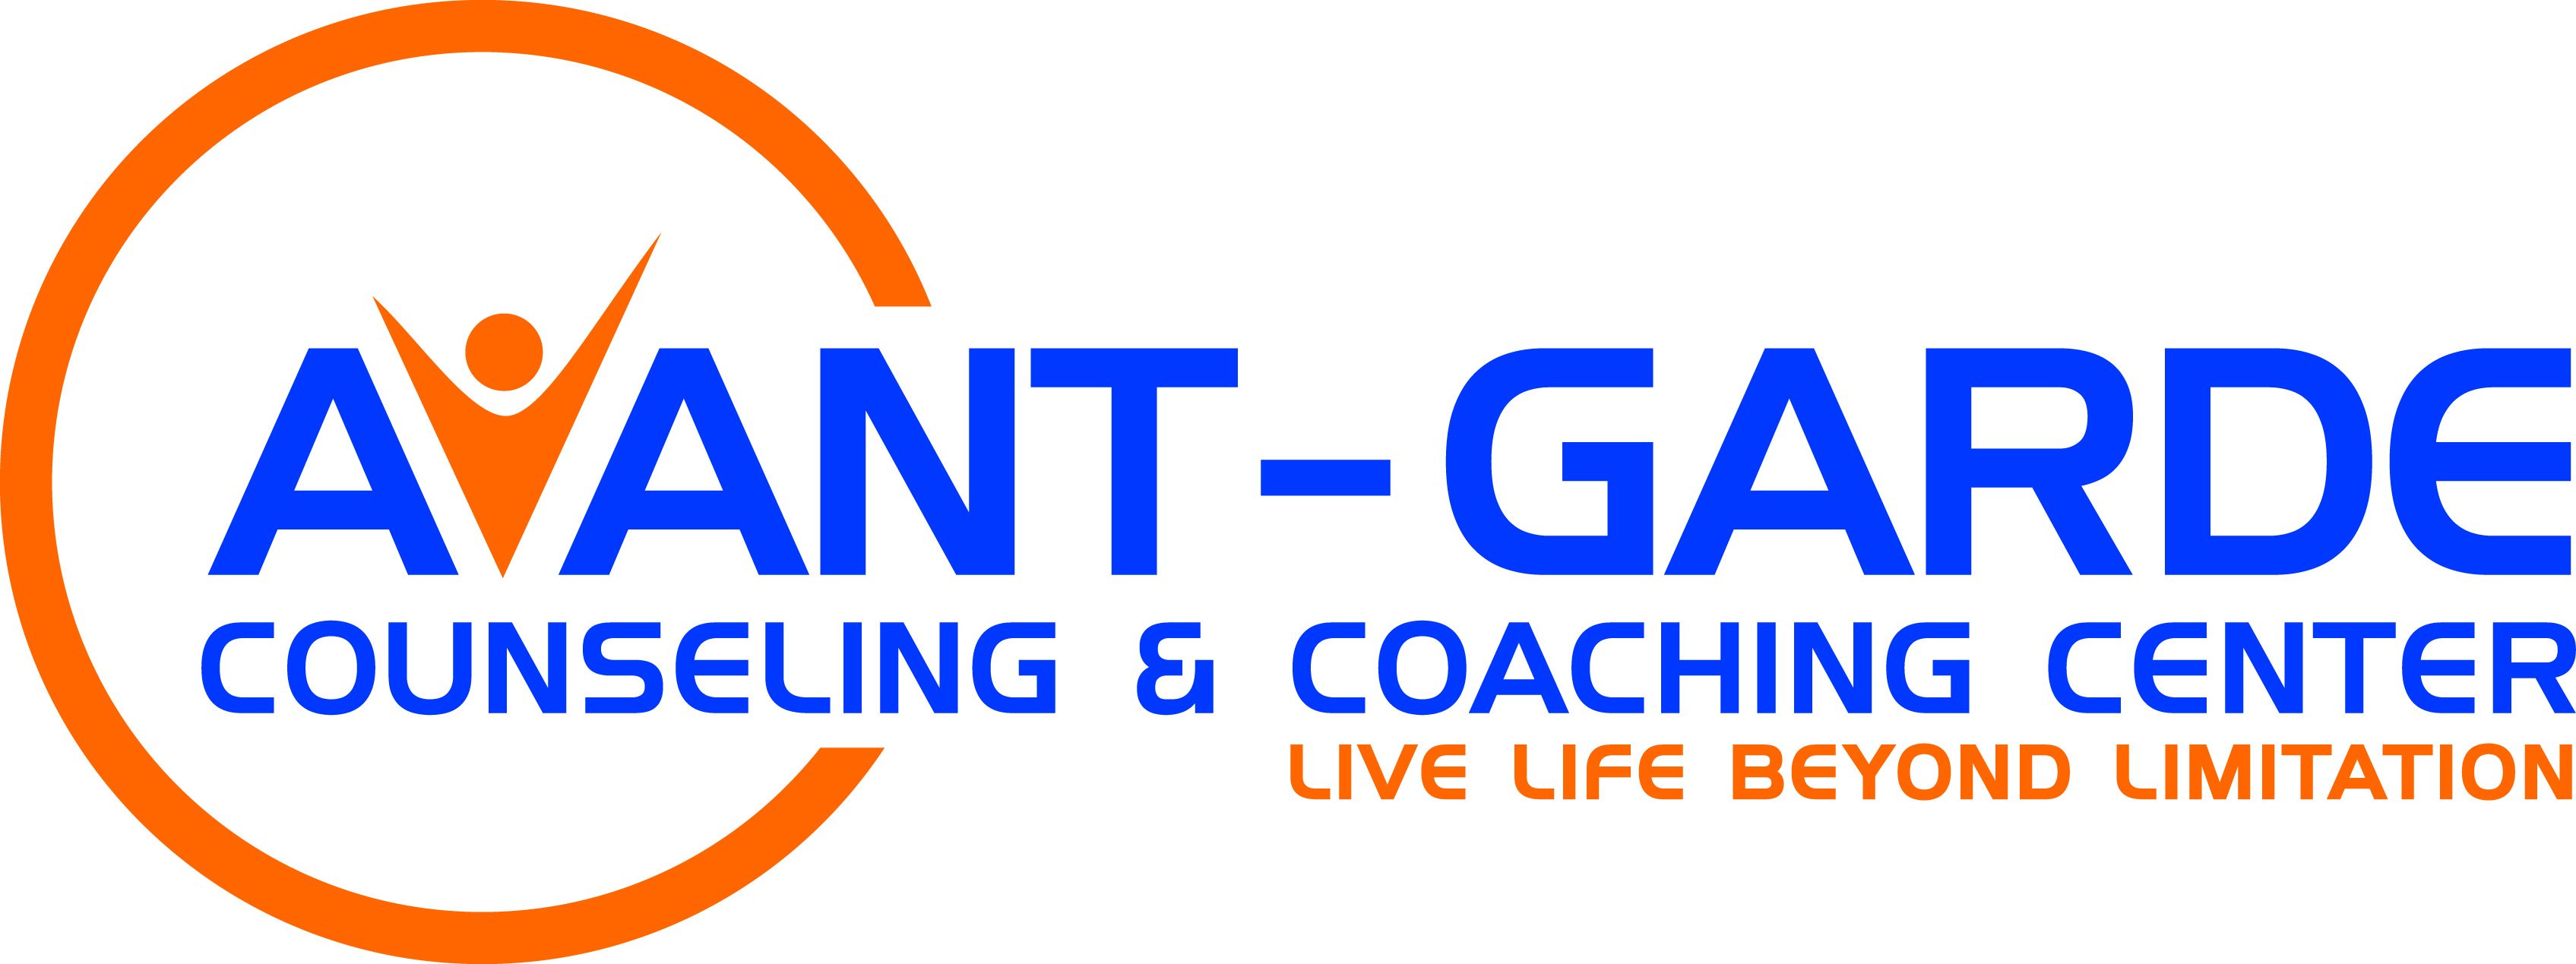 AVANT-GARDE
COUNSELING & COACHING CENTER
LIVE LIFE BEYOND LIMITATION